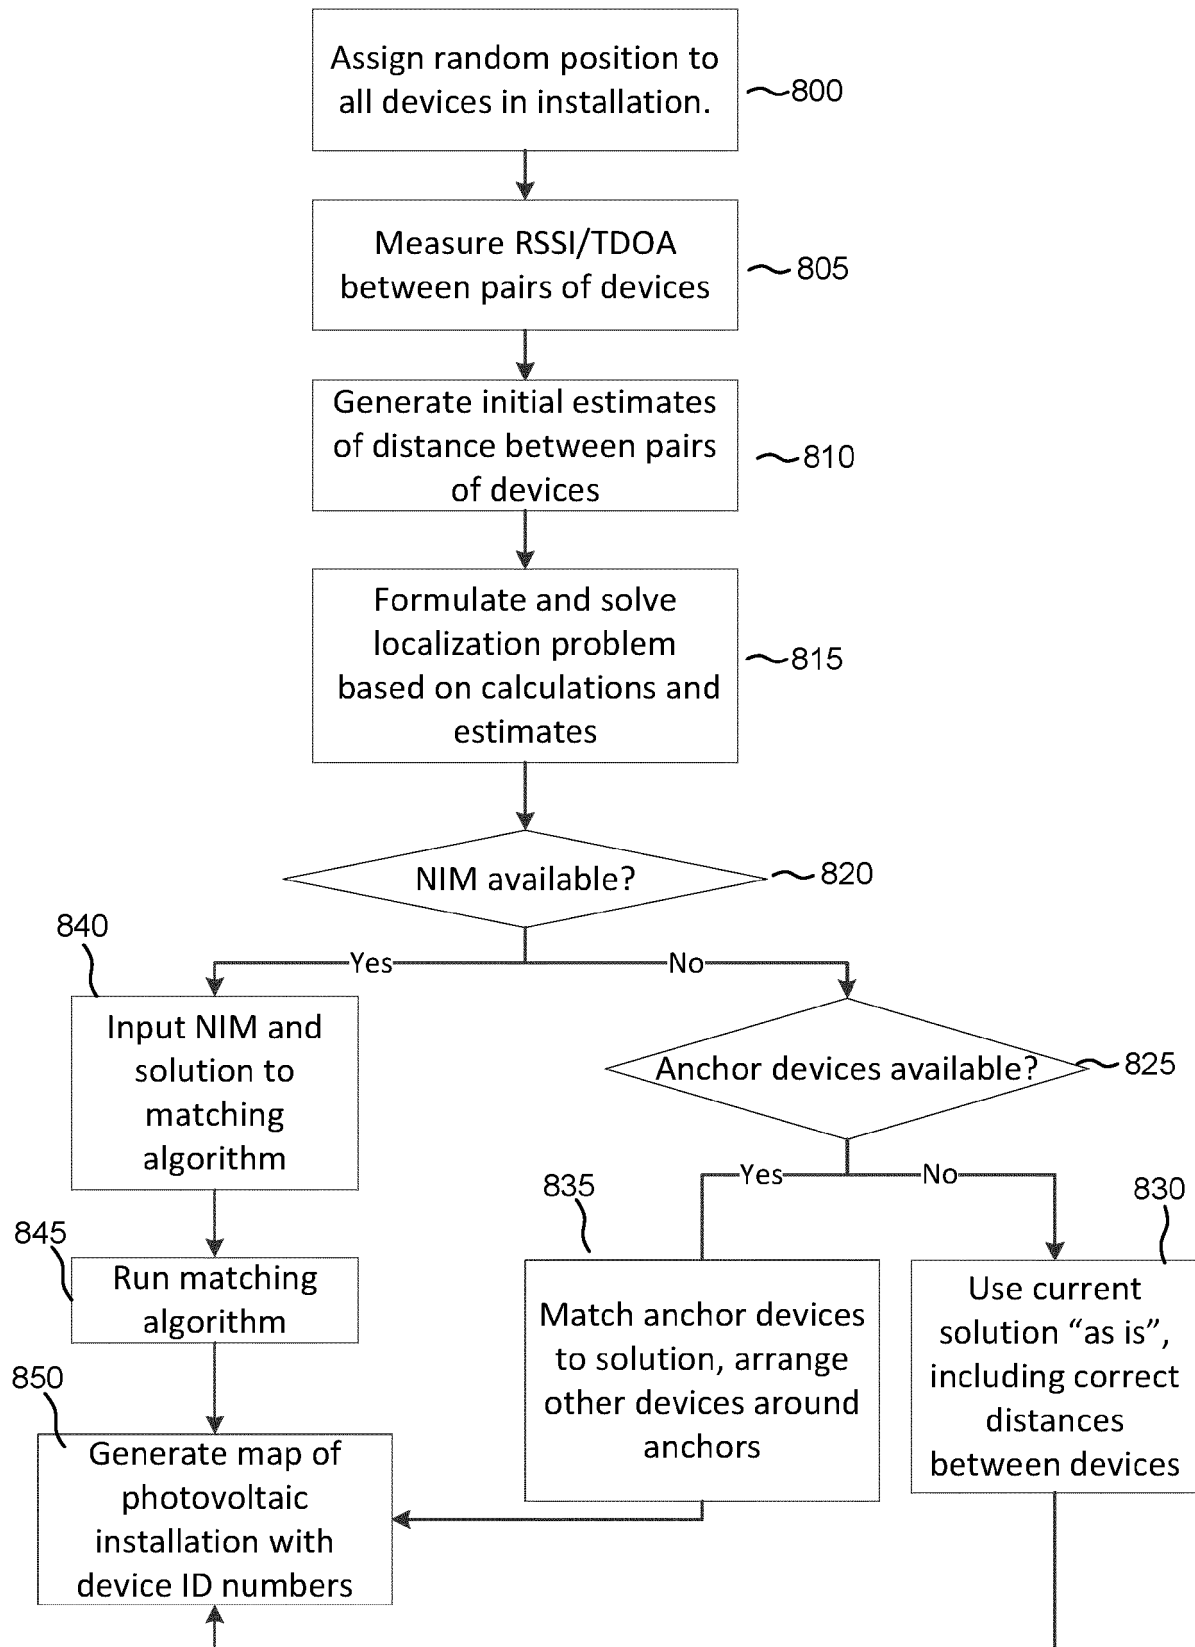 Assign random position to
all devices in installation.
800
Measure RSSI/TDOA
between pairs of devices
805
Generate initial estimates
of distance between pairs
of devices
810
Formulate and solve
localization problem
based on calculations and
estimates
815
NIM available?
820
Yes
No
840
Input NIM and
solution to
matching
algorithm
Anchor devices available?
825
Yes
No
845
Run matching
algorithm
835
Match anchor devices
to solution, arrange
other devices around
anchors
830
Use current
solution “as is”,
including correct
distances
between devices
850
Generate map of
photovoltaic
installation with
device ID numbers